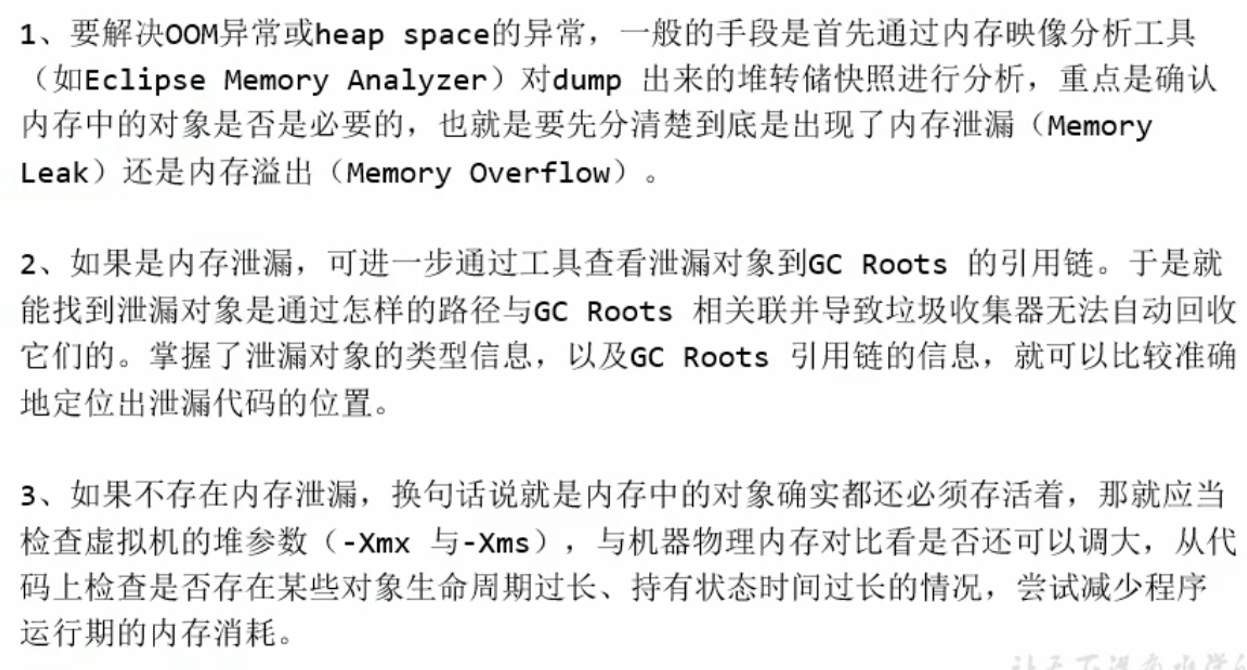 1、要解决OOM异常或heap space的异常，一般的手段是首先通过内存映像分析工具
（如Eclipse Memory Analyzer）对dump 出来的堆转储快照进行分析，重点是确认
内存中的对象是否是必要的，也就是要先分清楚到底是出现了内存泄漏（Memory
Leak）还是内存溢出（Memory Overflow）。
2、如果是内存泄漏，可进一步通过工具查看泄漏对象到GC Roots 的引用链。于是就
能找到泄漏对象是通过怎样的路径与GC Roots 相关联并导致垃圾收集器无法自动回收
它们的。掌握了泄漏对象的类型信息，以及GC Roots 引用链的信息，就可以比较准确
地定位出泄漏代码的位置。
3、如果不存在内存泄漏，换句话说就是内存中的对象确实都还必须存活着，那就应当
检查虚拟机的堆参数（-Xmx 与-Xms），与机器物理内存对比看是否还可以调大，从代
码上检查是否存在某些对象生命周期过长、持有状态时间过长的情况，尝试减少程序
运行期的内存消耗。